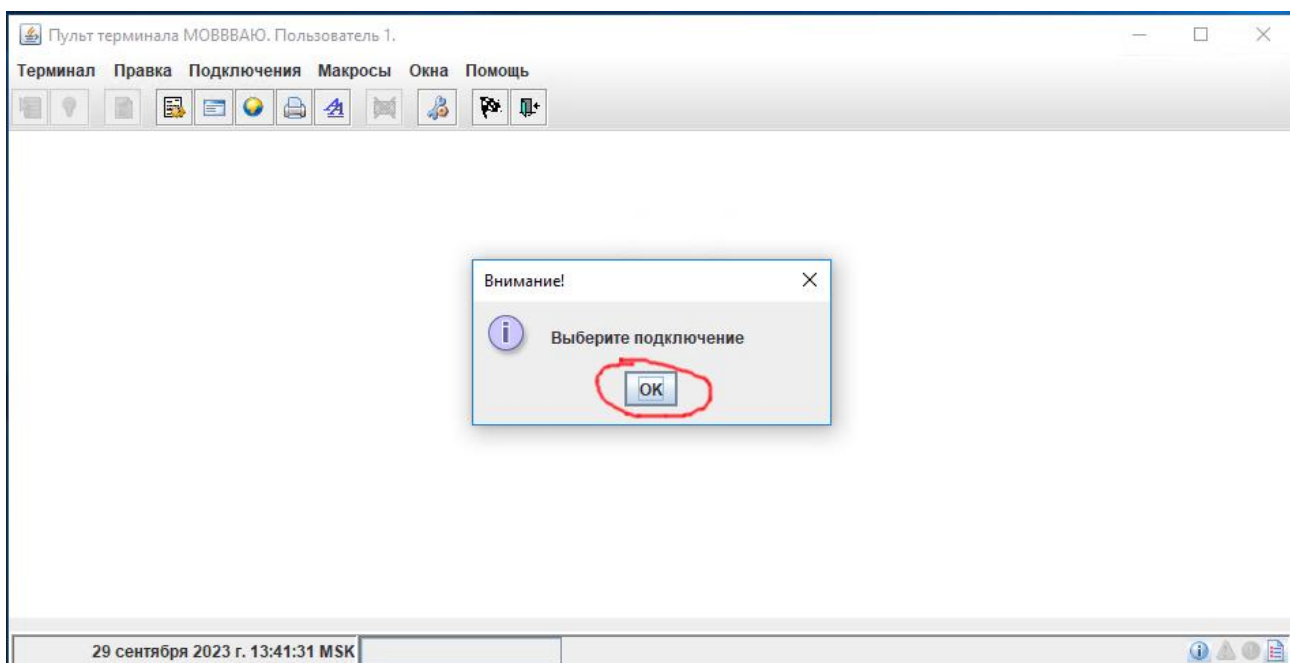 Пульт терминала МОВВВАЮ. Пользователь 1.
Терминал Правка Подключения Макросы Окна Помощь
Внимание!
Выберите подключение
OK
29 сентября 2023 г. 13:41:31 MSK